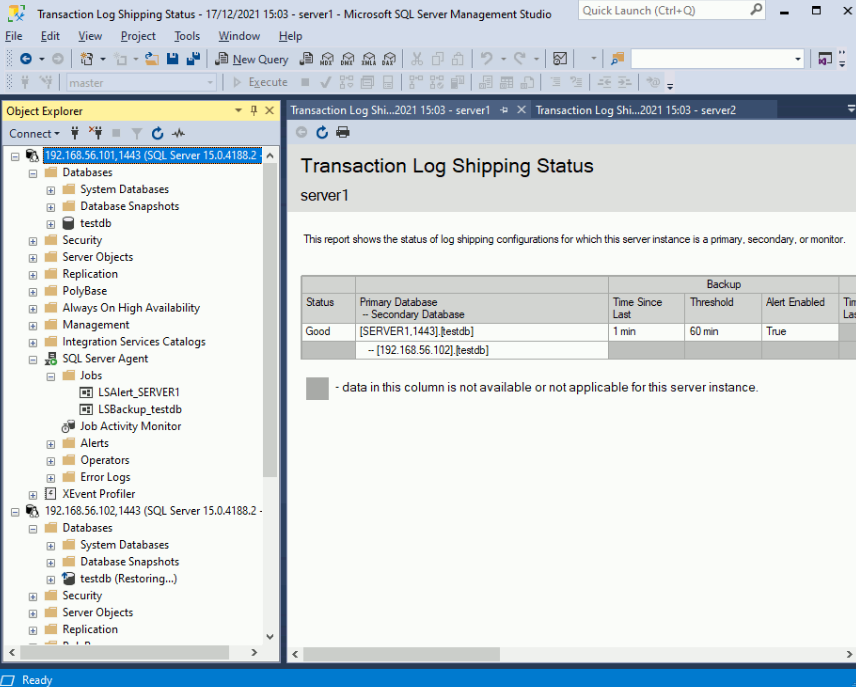 Transaction Log Shipping Status - 17/12/2021 15:03 - server1 - Microsoft SQL Server Management Studio
Quick Launch (Ctrl+Q)
File Edit View Project Tools Window Help
New Query
master
Execute
Object Explorer
Connect
192.168.56.101,1443 (SQL Server 15.0.4188.2 -
Databases
System Databases
Database Snapshots
testdb
Security
Server Objects
Replication
PolyBase
Always On High Availability
Management
Integration Services Catalogs
SQL Server Agent
Jobs
LSAlert_SERVER1
LSBackup_testdb
Job Activity Monitor
Alerts
Operators
Error Logs
XEvent Profiler
192.168.56.102,1443 (SQL Server 15.0.4188.2 -
Databases
System Databases
Database Snapshots
testdb (Restoring...)
Security
Server Objects
Replication
Transaction Log Shi...2021 15:03 - server1
Transaction Log Shi...2021 15:03 - server2
Transaction Log Shipping Status
server1
This report shows the status of log shipping configurations for which this server instance is a primary, secondary, or monitor.
Backup
Status
Primary Database
-- Secondary Database
Time Since
Last
Threshold
Alert Enabled
Good
[SERVER1,1443].[testdb]
1 min
60 min
True
-- [192.168.56.102].[testdb]
- data in this column is not available or not applicable for this server instance.
Ready